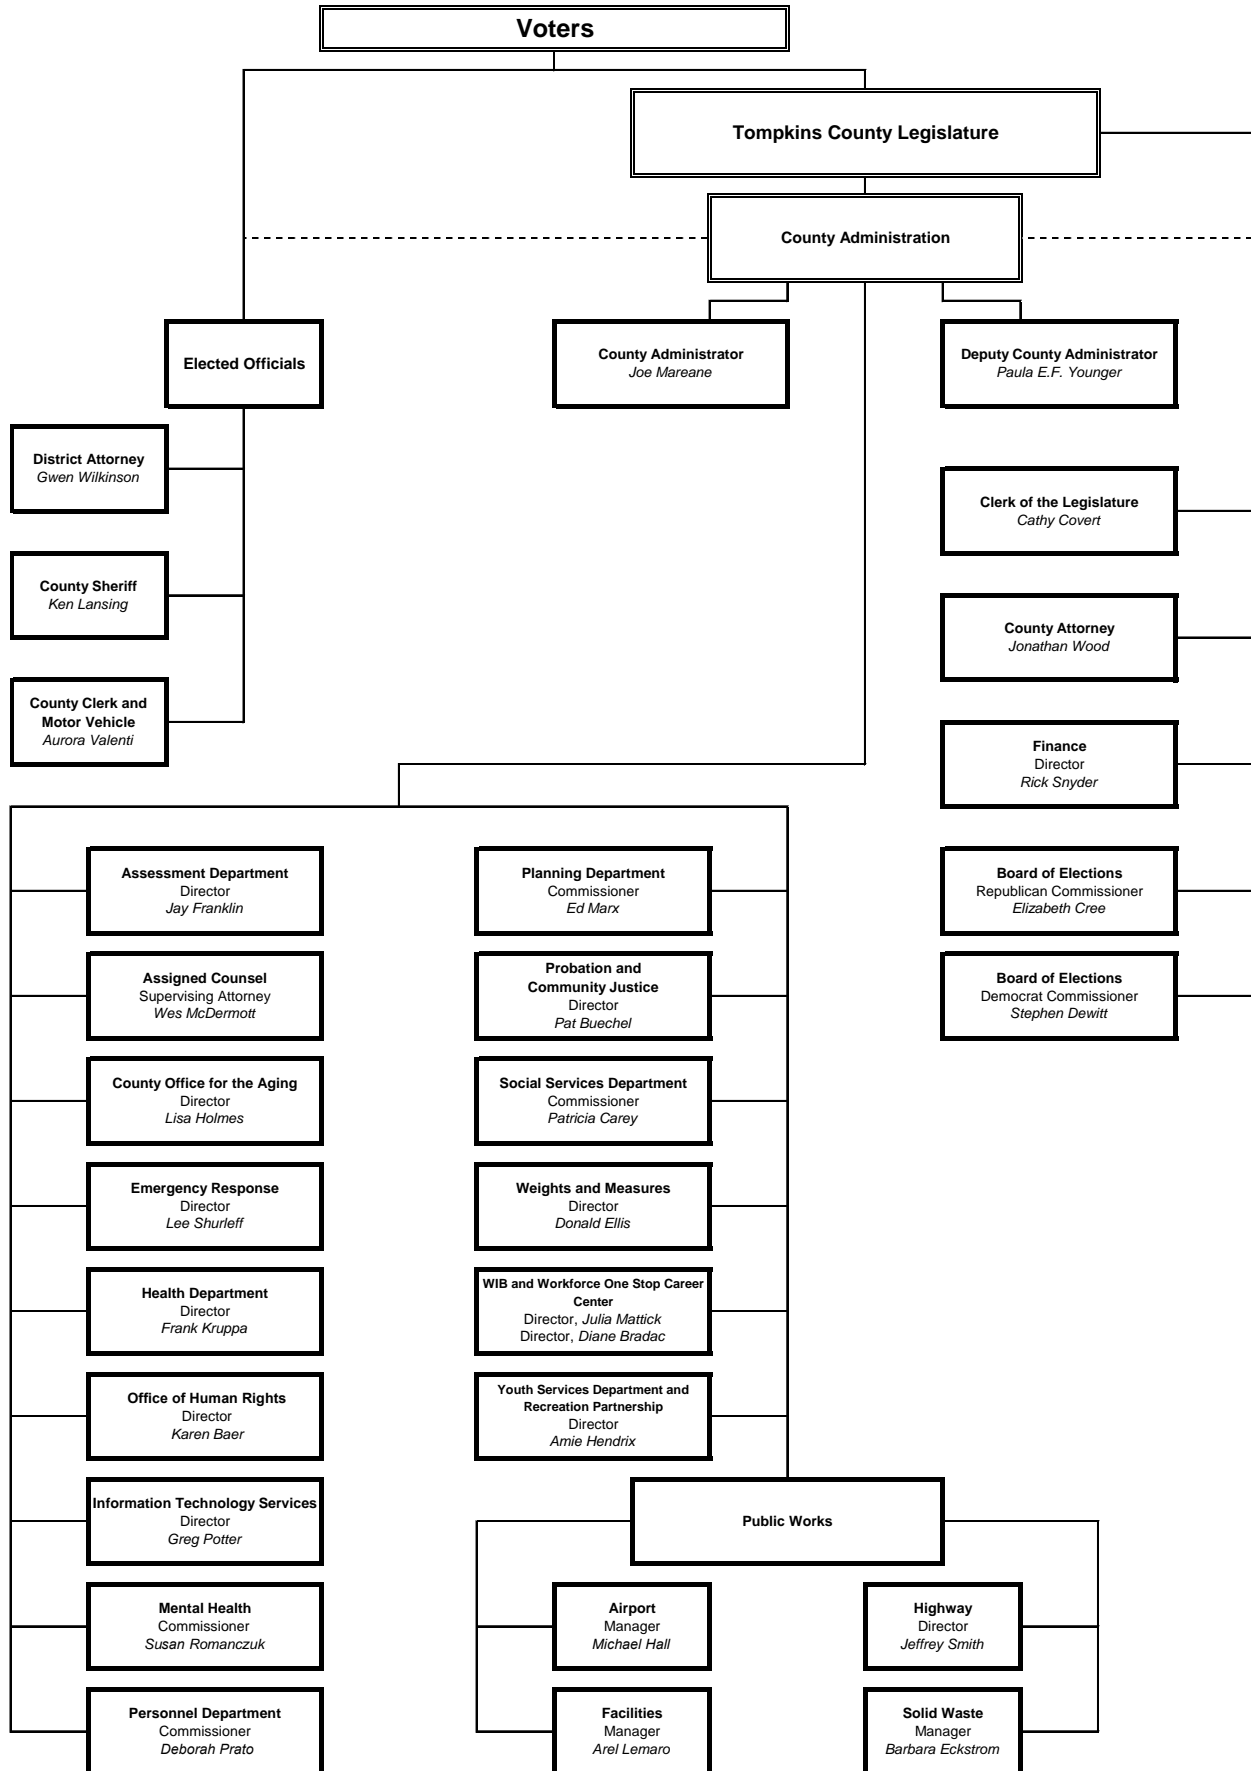 Voters
Tompkins County Legislature
County Administration
Elected Officials
County Administrator
Joe Mareane
Deputy County Administrator
Paula E.F. Younger
District Attorney
Gwen Wilkinson
County Sheriff
Ken Lansing
County Clerk and
Motor Vehicle
Aurora Valenti
Clerk of the Legislature
Cathy Covert
County Attorney
Jonathan Wood
Finance
Director
Rick Snyder
Board of Elections
Republican Commissioner
Elizabeth Cree
Board of Elections
Democrat Commissioner
Stephen Dewitt
Assessment Department
Director
Jay Franklin
Assigned Counsel
Supervising Attorney
Wes McDermott
County Office for the Aging
Director
Lisa Holmes
Emergency Response
Director
Lee Shurleff
Health Department
Director
Frank Kruppa
Office of Human Rights
Director
Karen Baer
Information Technology Services
Director
Greg Potter
Mental Health
Commissioner
Susan Romanczuk
Personnel Department
Commissioner
Deborah Prato
Planning Department
Commissioner
Ed Marx
Probation and
Community Justice
Director
Pat Buechel
Social Services Department
Commissioner
Patricia Carey
Weights and Measures
Director
Donald Ellis
WIB and Workforce One Stop Career
Center
Director, Julia Mattick
Director, Diane Bradac
Youth Services Department and
Recreation Partnership
Director
Amie Hendrix
Public Works
Airport
Manager
Michael Hall
Highway
Director
Jeffrey Smith
Facilities
Manager
Arel Lemaro
Solid Waste
Manager
Barbara Eckstrom